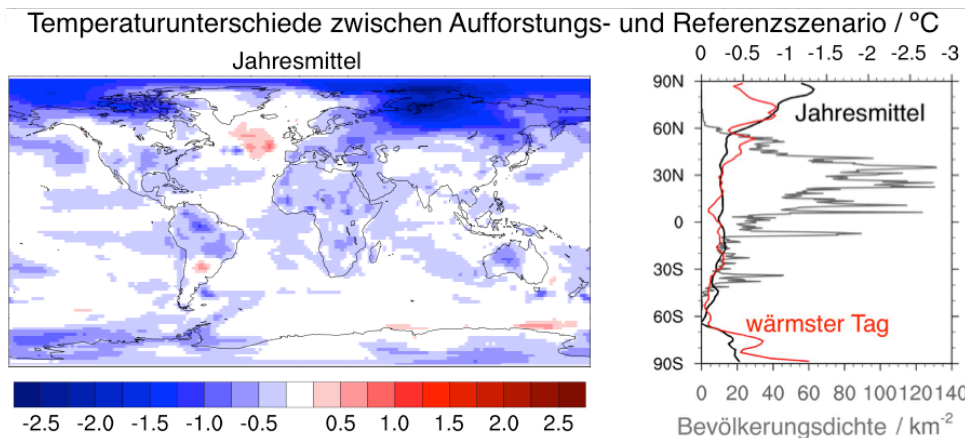 Temperaturunterschiede zwischen Aufforstungs- und Referenzszenario / ºC
Jahresmittel
0 -0.5 -1 -1.5 -2 -2.5 -3
90N
60N
30N
0
30S
60S
90S
Jahresmittel
wärmster Tag
0 20 40 60 80 100 120 140
Bevölkerungsdichte / km-2
-2.5 -2.0 -1.5 -1.0 -0.5 0.5 1.0 1.5 2.0 2.5